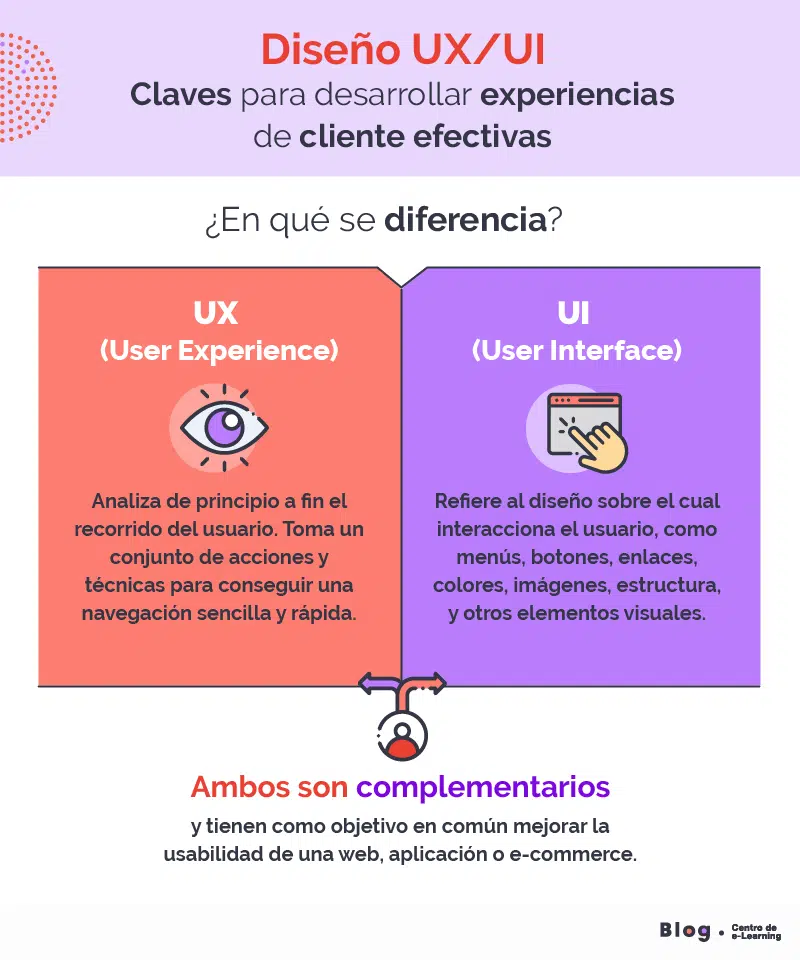 Diseño UX/UI
Claves para desarrollar experiencias
de cliente efectivas
¿En qué se diferencia?
UX
(User Experience)
Analiza de principio a fin el
recorrido del usuario. Toma un
conjunto de acciones y
técnicas para conseguir una
navegación sencilla y rápida.
UI
(User Interface)
Refiere al diseño sobre el cual
interacciona el usuario, como
menús, botones, enlaces,
colores, imágenes, estructura,
y otros elementos visuales.
Ambos son complementarios
y tienen como objetivo en común mejorar la
usabilidad de una web, aplicación o e-commerce.
Blog
Centro de
e-Learning